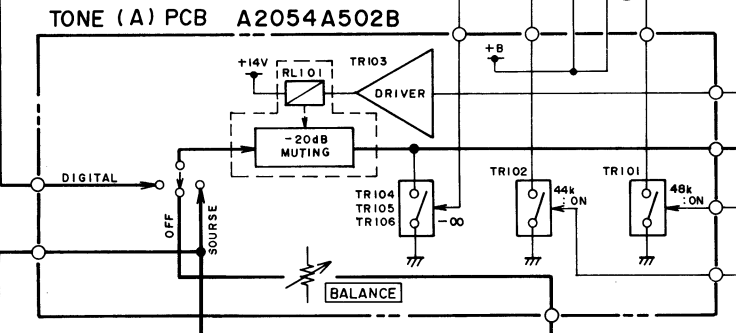 TONE (A) PCB A2054A502B
+14V
RL101
TR103
+B
DRIVER
-20dB
MUTING
DIGITAL
OFF
SOURSE
TR104
TR105
TR106
-∞
TR102
44k
:ON
TR101
48k
:ON
BALANCE